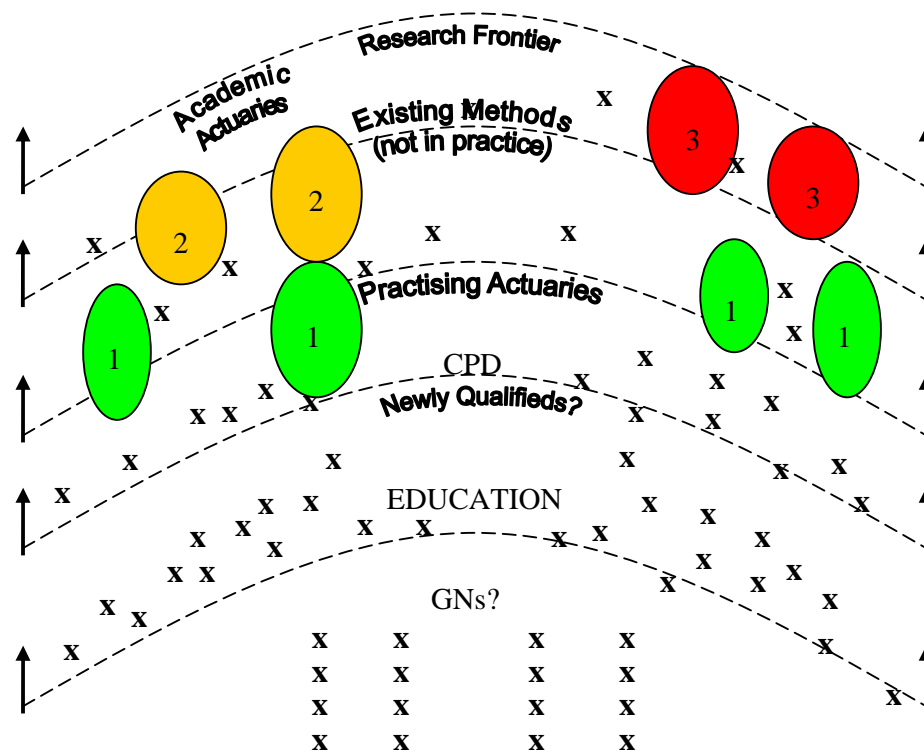 Research Frontier
Academic
Actuaries
Existing Methods
(not in practice)
3
3
2
2
Practising Actuaries
1
1
1
1
CPD
Newly Qualifieds?
EDUCATION
GNs?